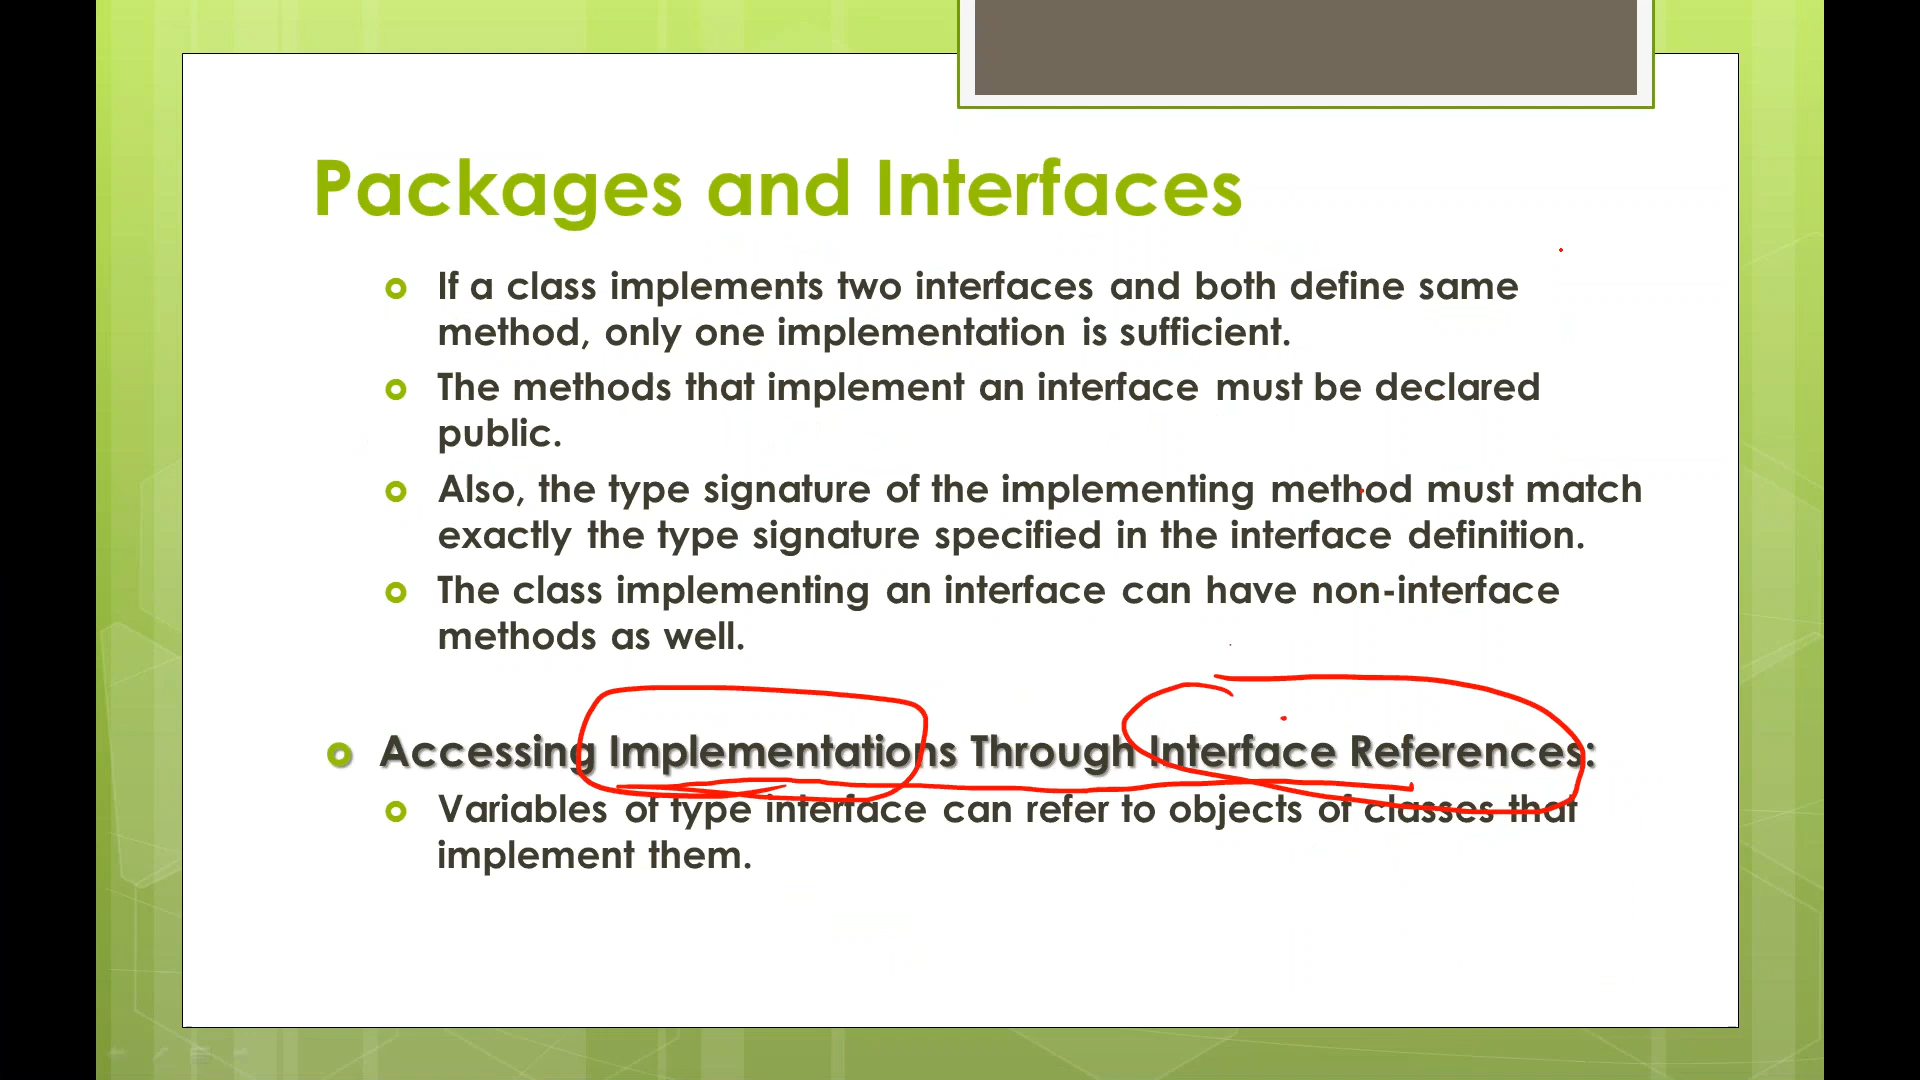 Packages and Interfaces
If a class implements two interfaces and both define same
method, only one implementation is sufficient.
The methods that implement an interface must be declared
public.
Also, the type signature of the implementing method must match
exactly the type signature specified in the interface definition.
The class implementing an interface can have non-interface
methods as well.
Accessing Implementations Through Interface References:
Variables of type interface can refer to objects of classes that
implement them.